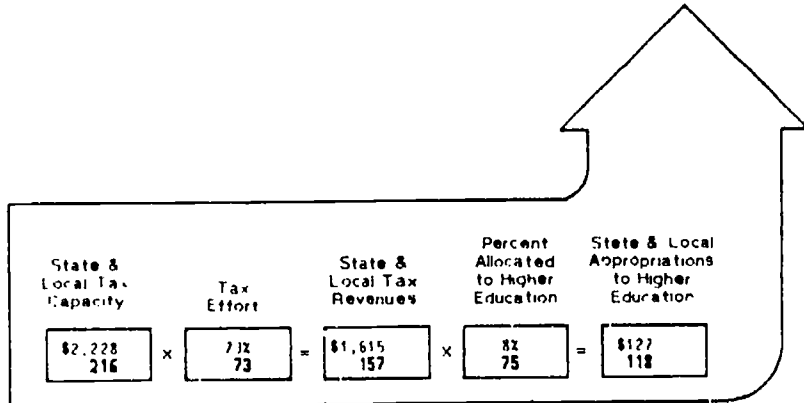 State &
Local Tax
Capacity
Tax
Effort
State &
Local Tax
Revenues
Percent
Allocated
to Higher
Education
State & Local
Appropriations
to Higher
Education
$2,228
216
×
73%
73
=
$1,615
157
×
8%
75
=
$127
118